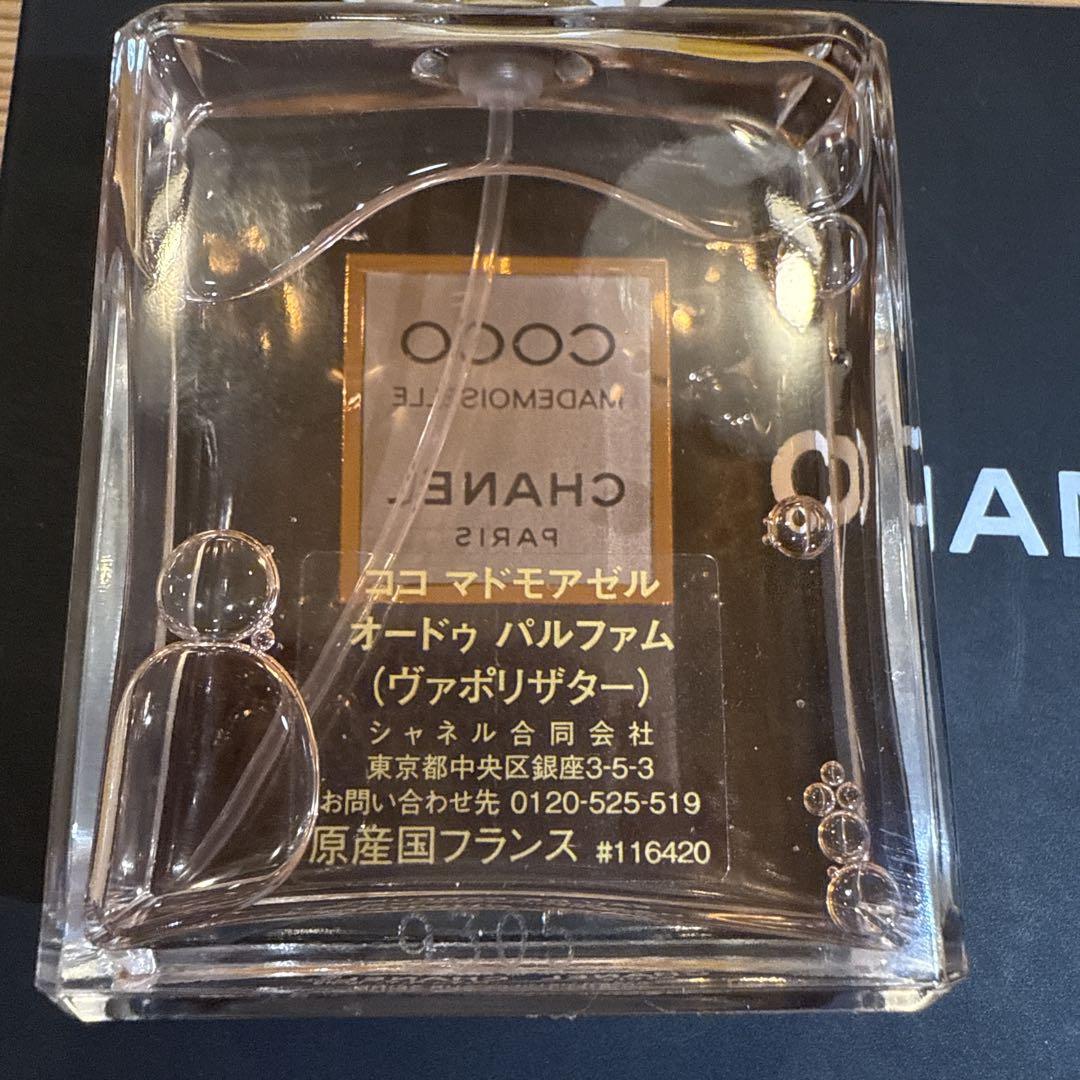 COCO
MADEMOISELLE
CHANEL
PARIS
ココ マドモアゼル
オードゥ パルファム
(ヴァポリザター)
シャネル合同会社
東京都中央区銀座3-5-3
お問い合わせ先 0120-525-519
原産国フランス #116420
9305